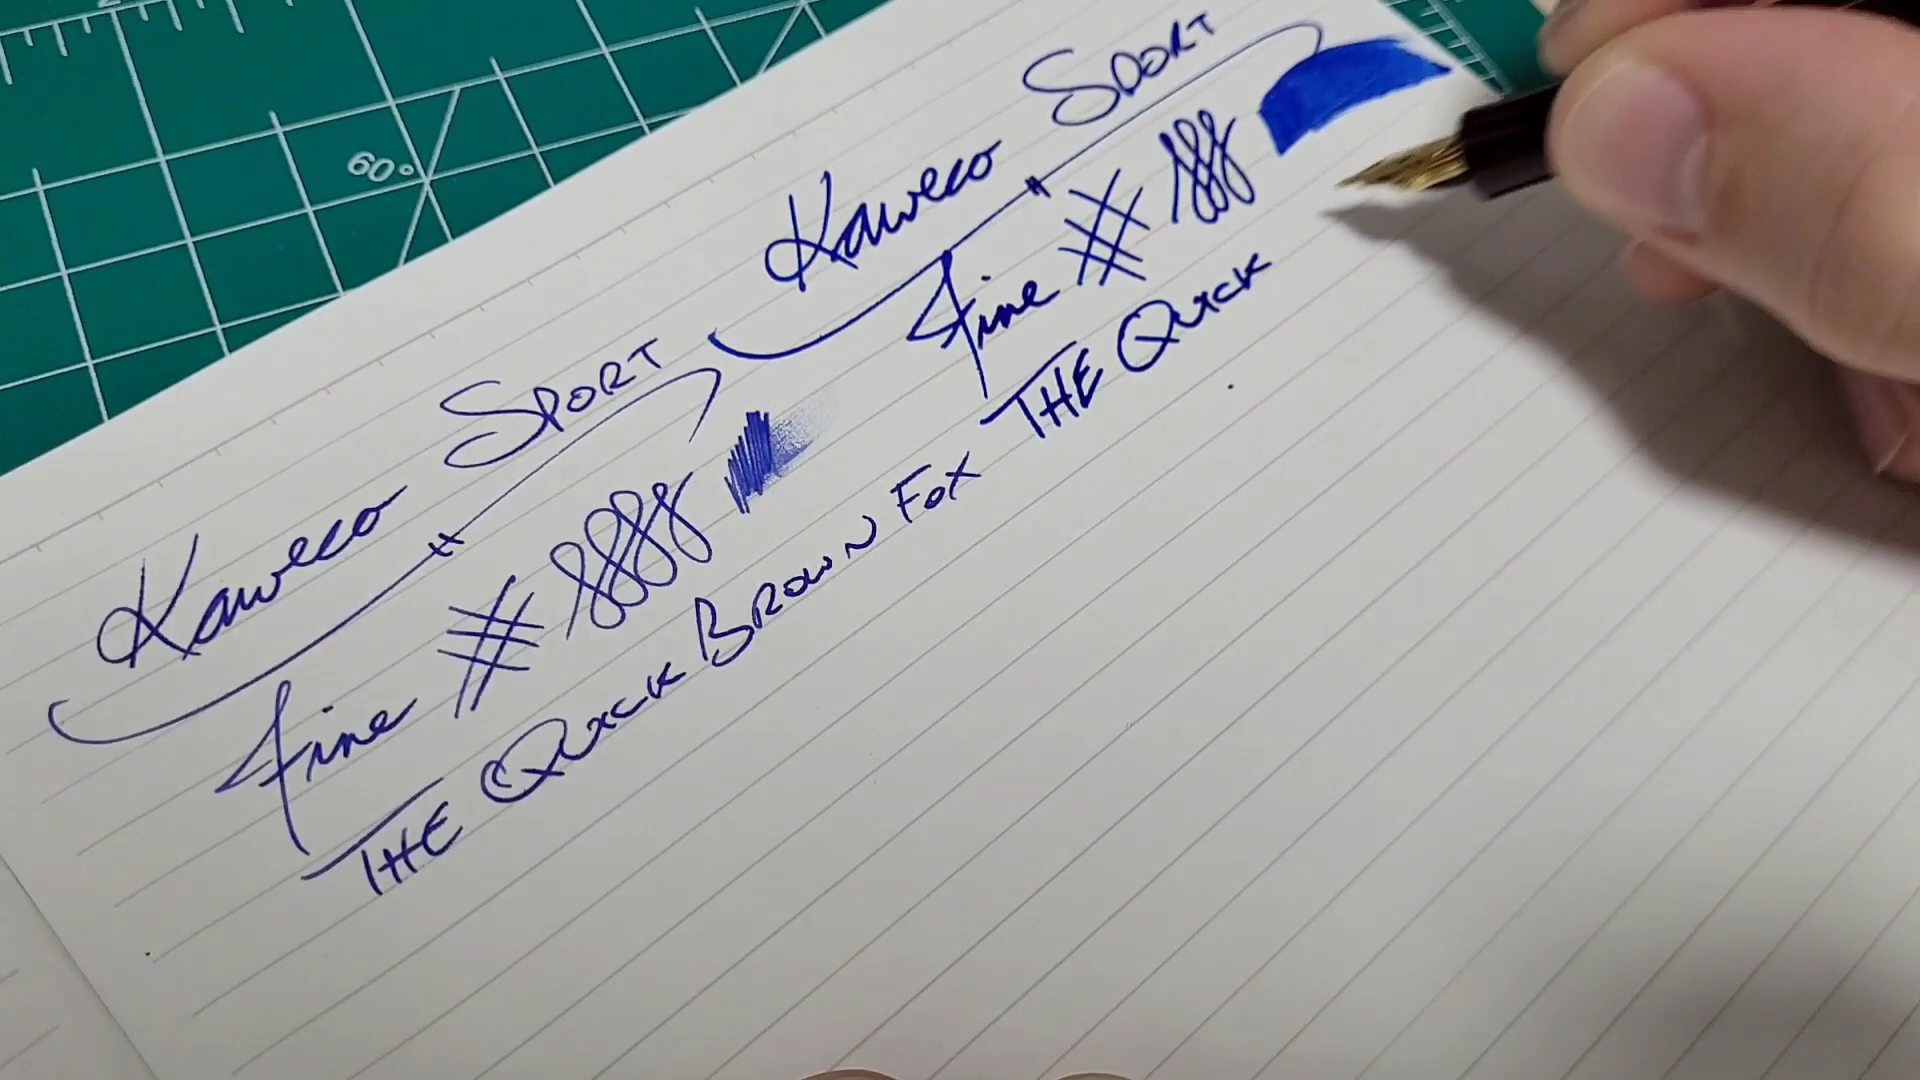 60°
Kaweco SPORT
Fine
THE QUICK BROWN FOX
Kaweco SPORT
Fine
THE QUICK